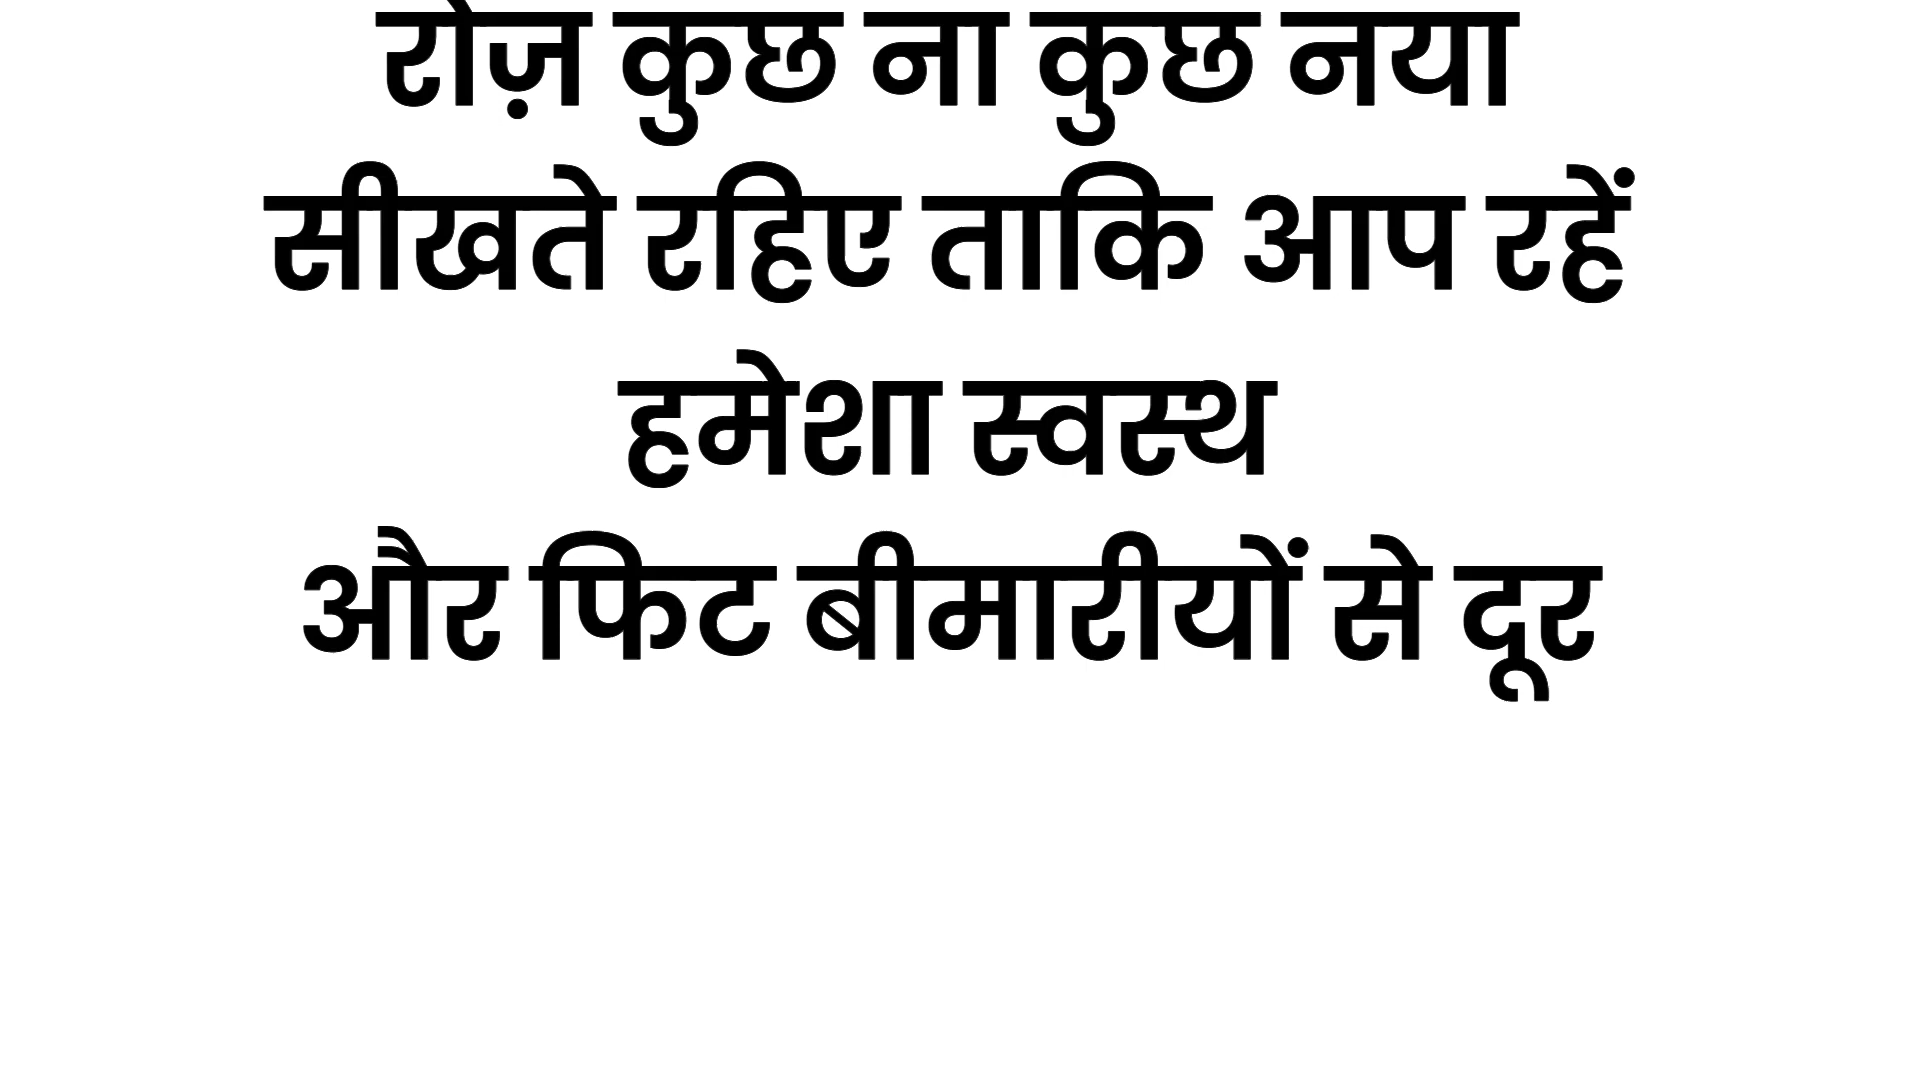 रोज़ कुछ ना कुछ नया
सीखते रहिए ताकि आप रहें
हमेशा स्वस्थ
और फिट बीमारीयों से दूर